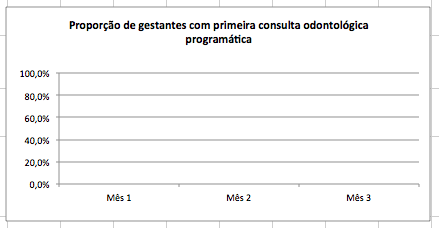 Proporção de gestantes com primeira consulta odontológica
programática
100,0%
80,0%
60,0%
40,0%
20,0%
0,0%
Mês 1 Mês 2 Mês 3